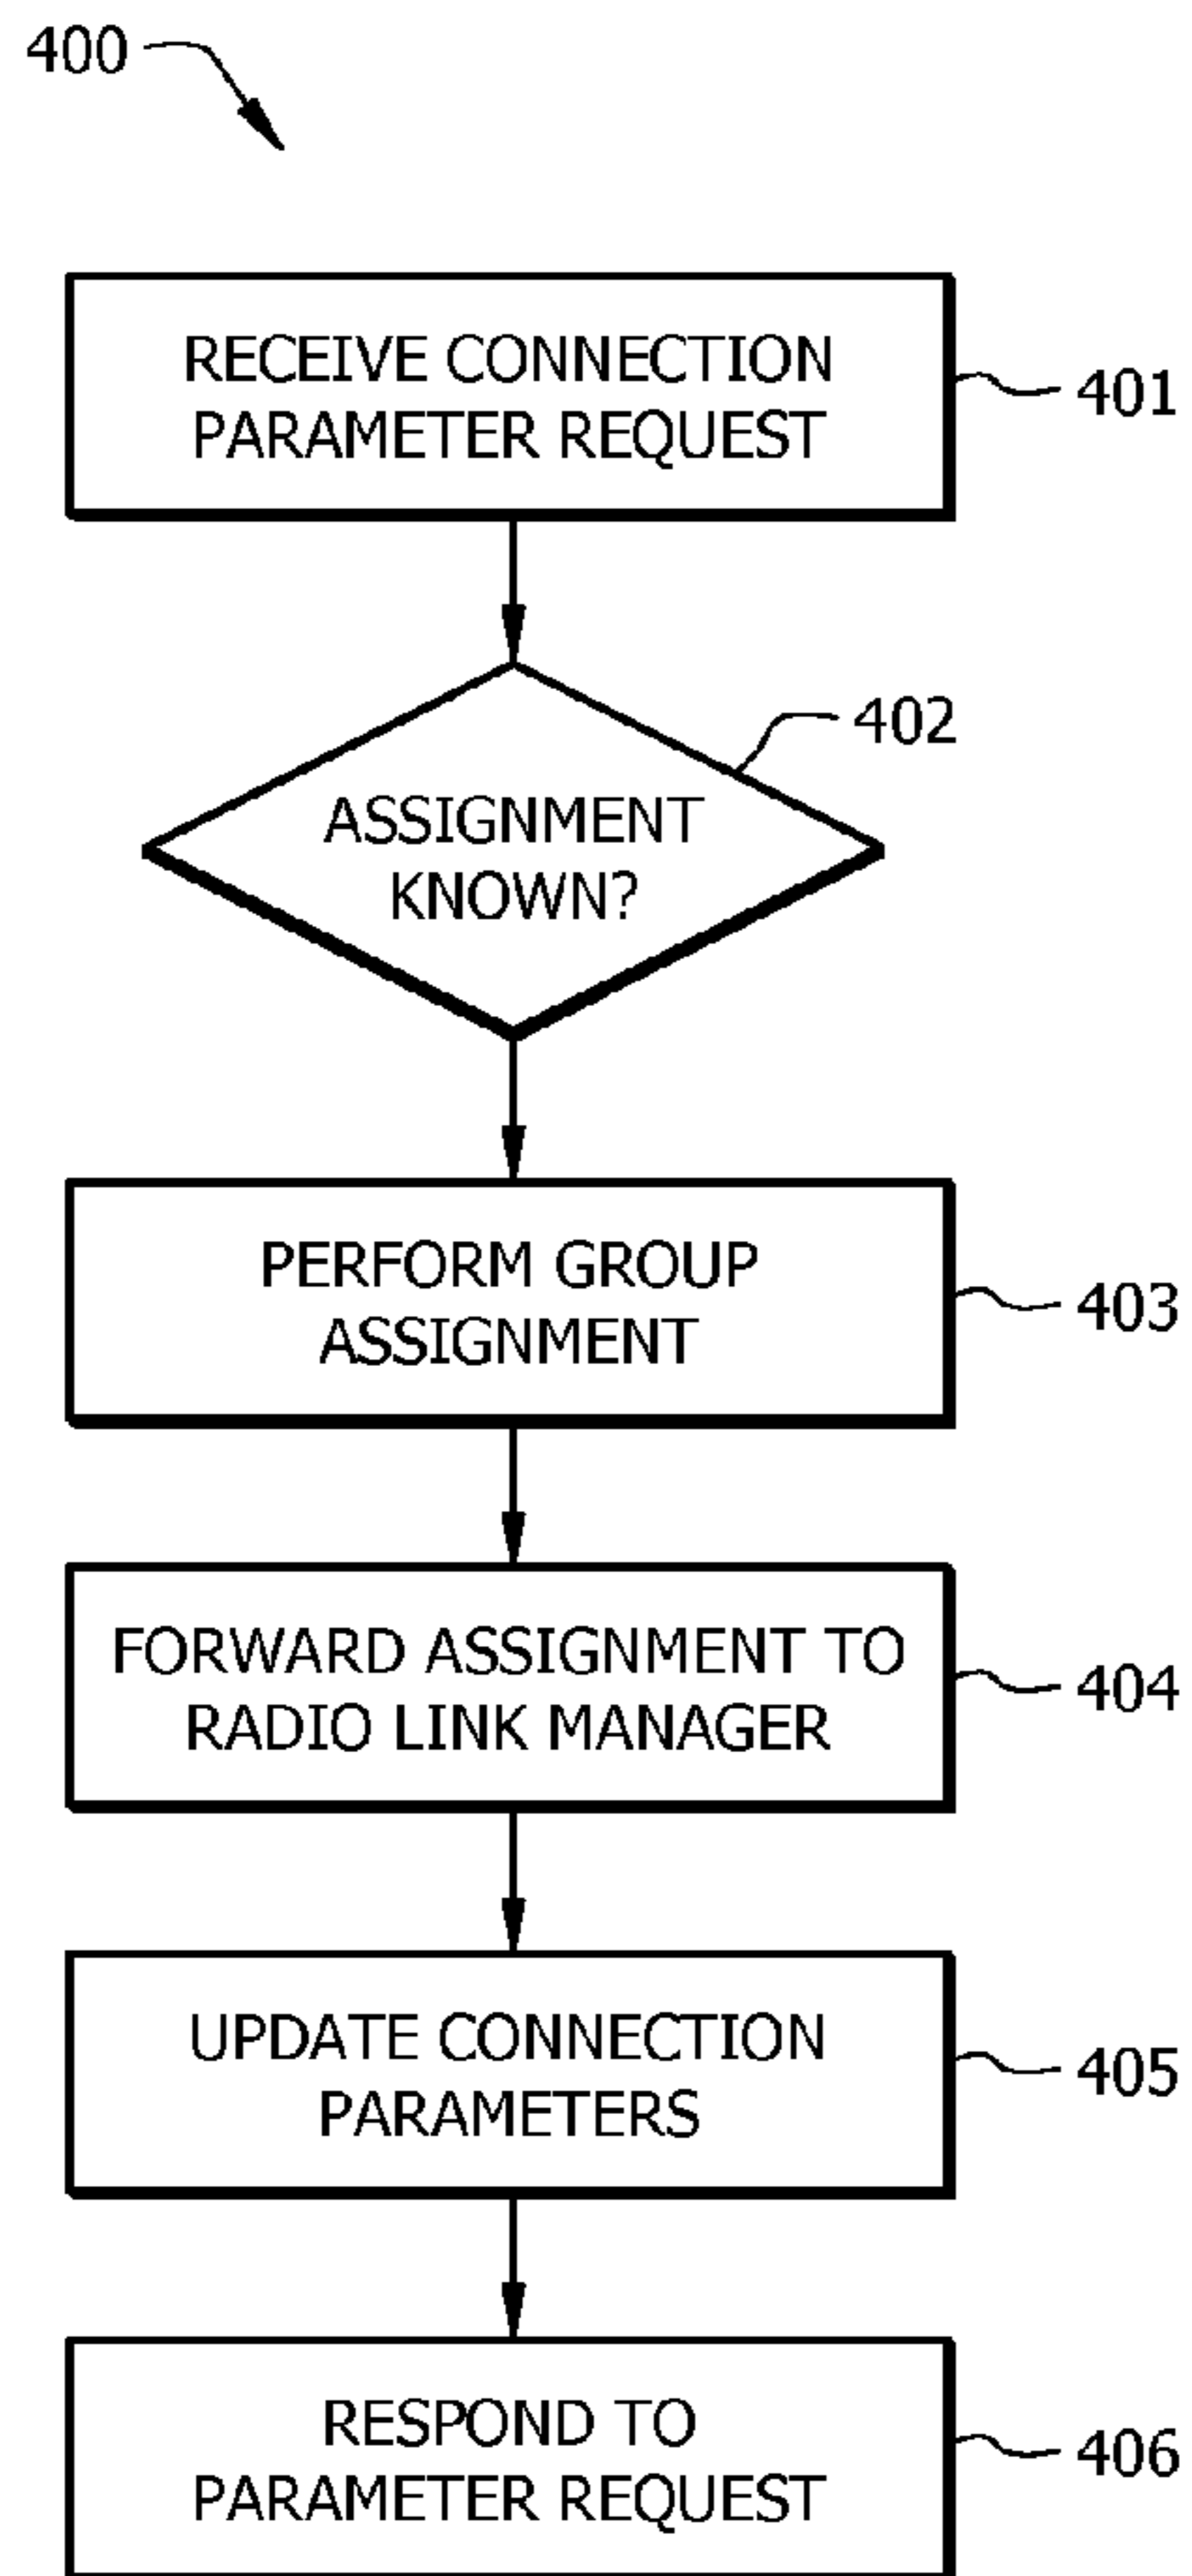 400
RECEIVE CONNECTION
PARAMETER REQUEST
401
402
ASSIGNMENT
KNOWN?
PERFORM GROUP
ASSIGNMENT
403
FORWARD ASSIGNMENT TO
RADIO LINK MANAGER
404
UPDATE CONNECTION
PARAMETERS
405
RESPOND TO
PARAMETER REQUEST
406